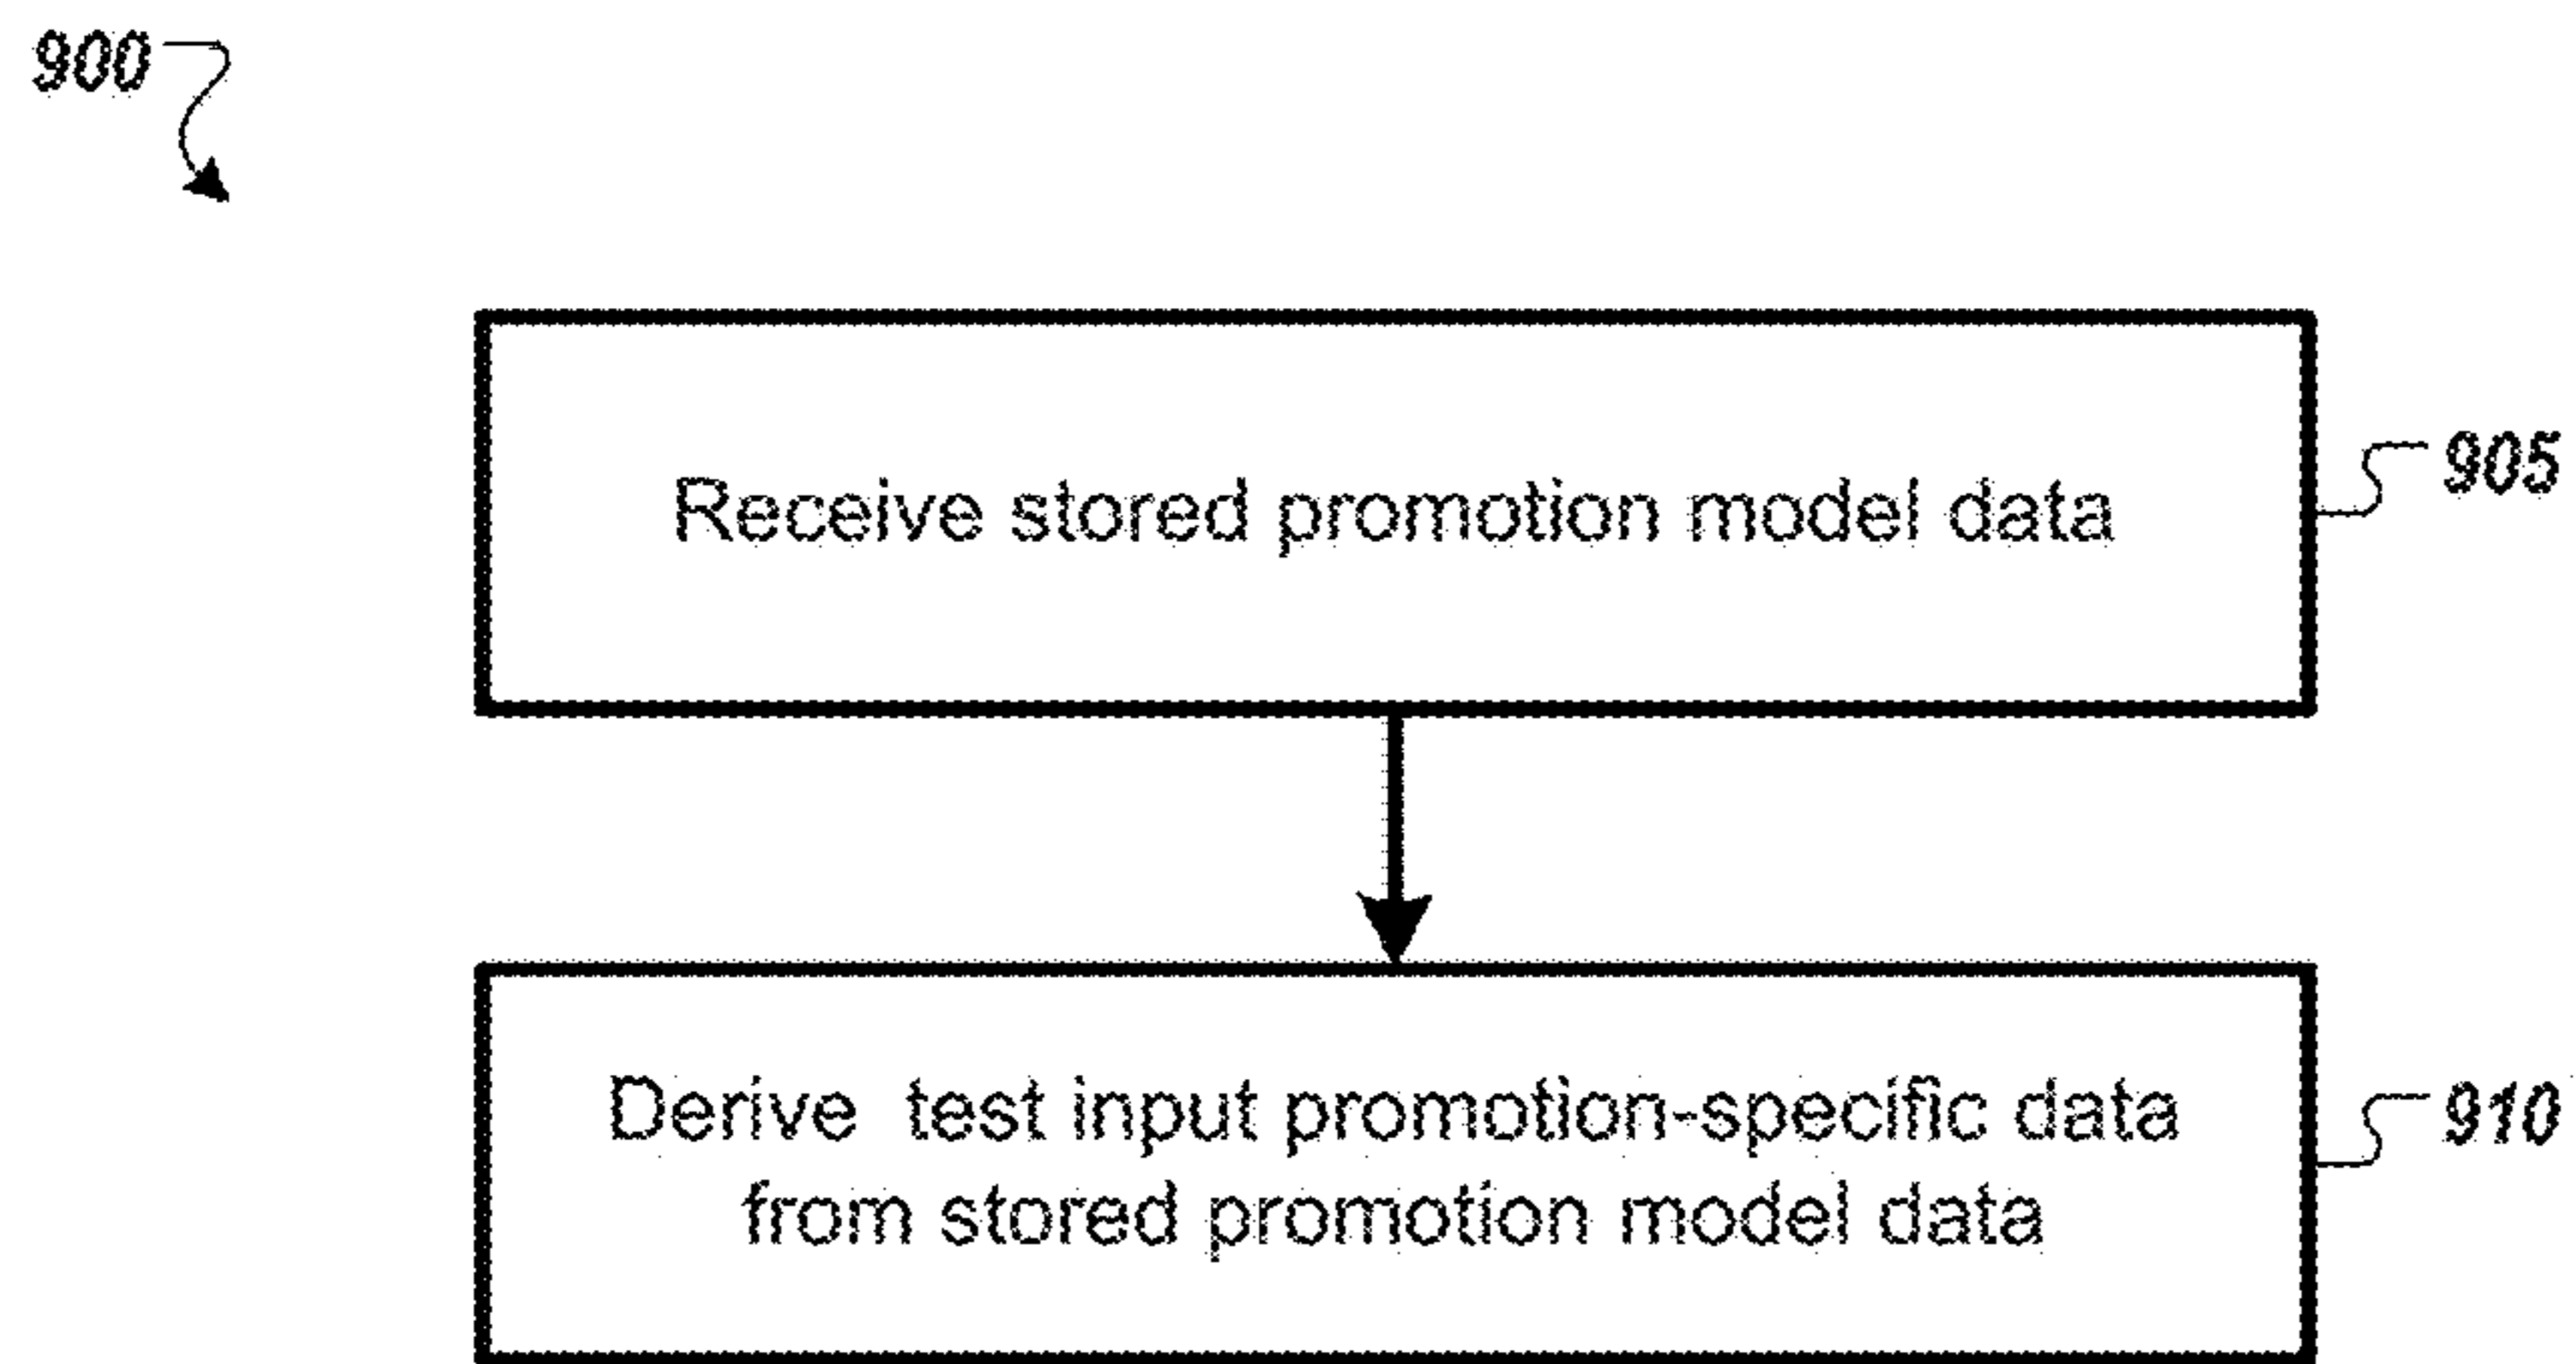 900
Receive stored promotion model data
905
Derive test input promotion-specific data
from stored promotion model data
910